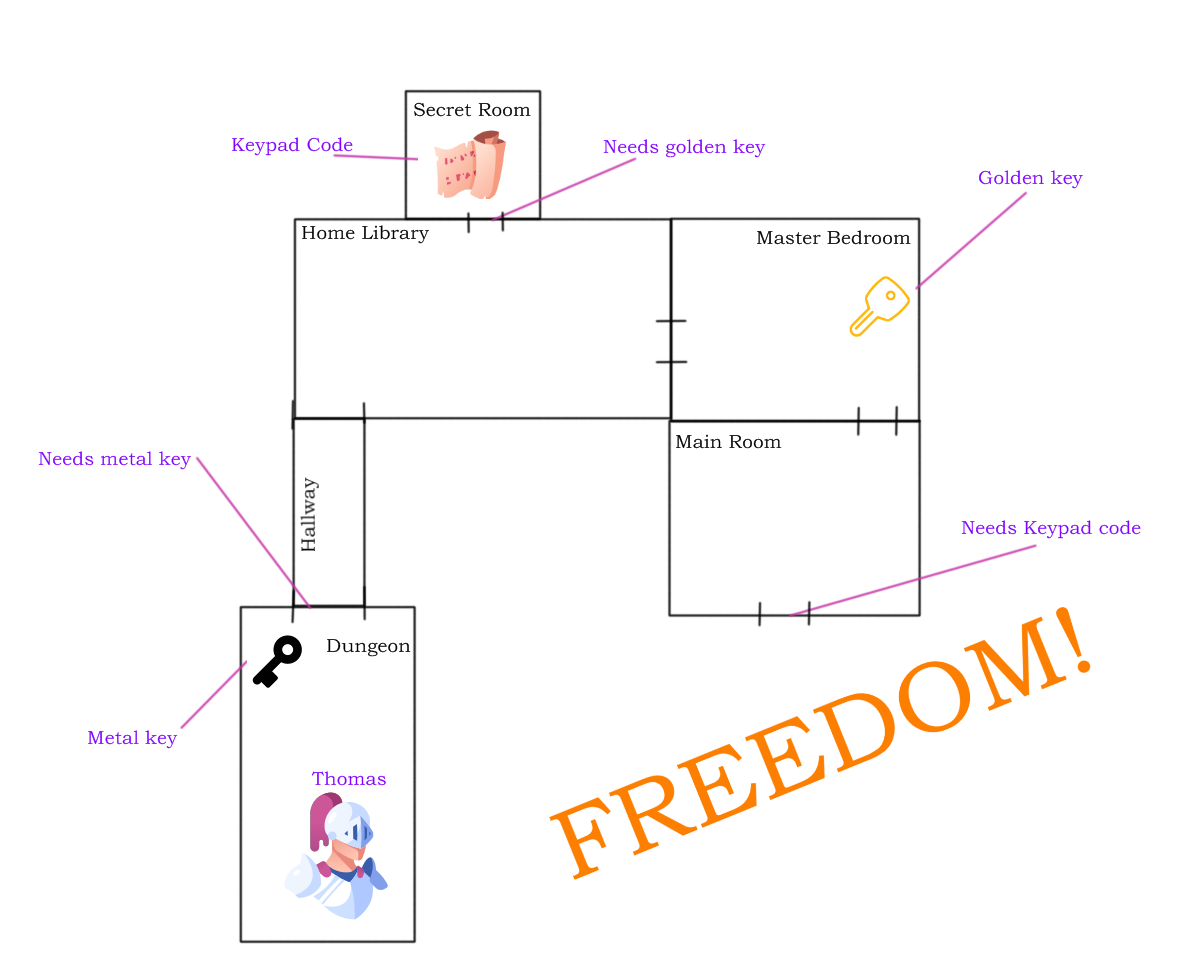 Secret Room
Keypad Code
Needs golden key
Golden key
Home Library
Master Bedroom
Main Room
Needs metal key
Hallway
Needs Keypad code
Dungeon
Metal key
Thomas
FREEDOM!